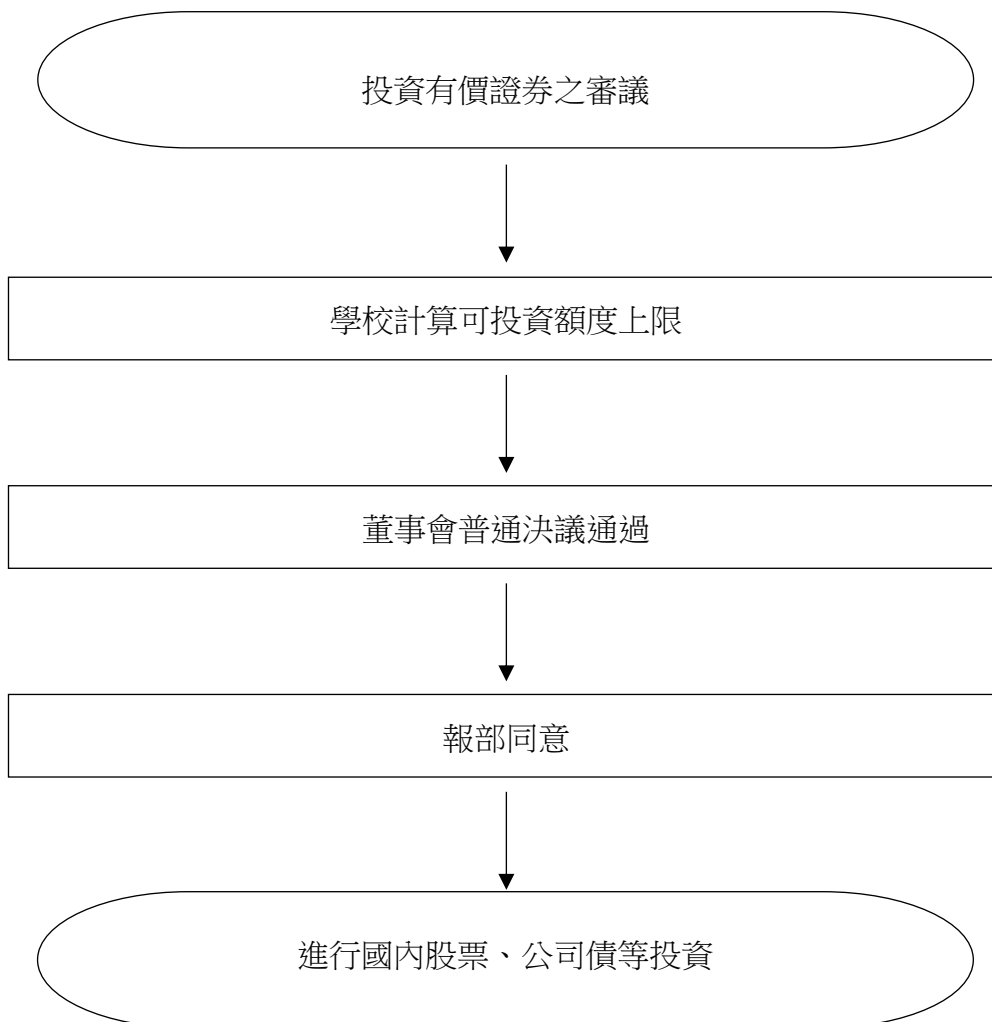 投資有價證券之審議
學校計算可投資額度上限
董事會普通決議通過
報部同意
進行國內股票、公司債等投資